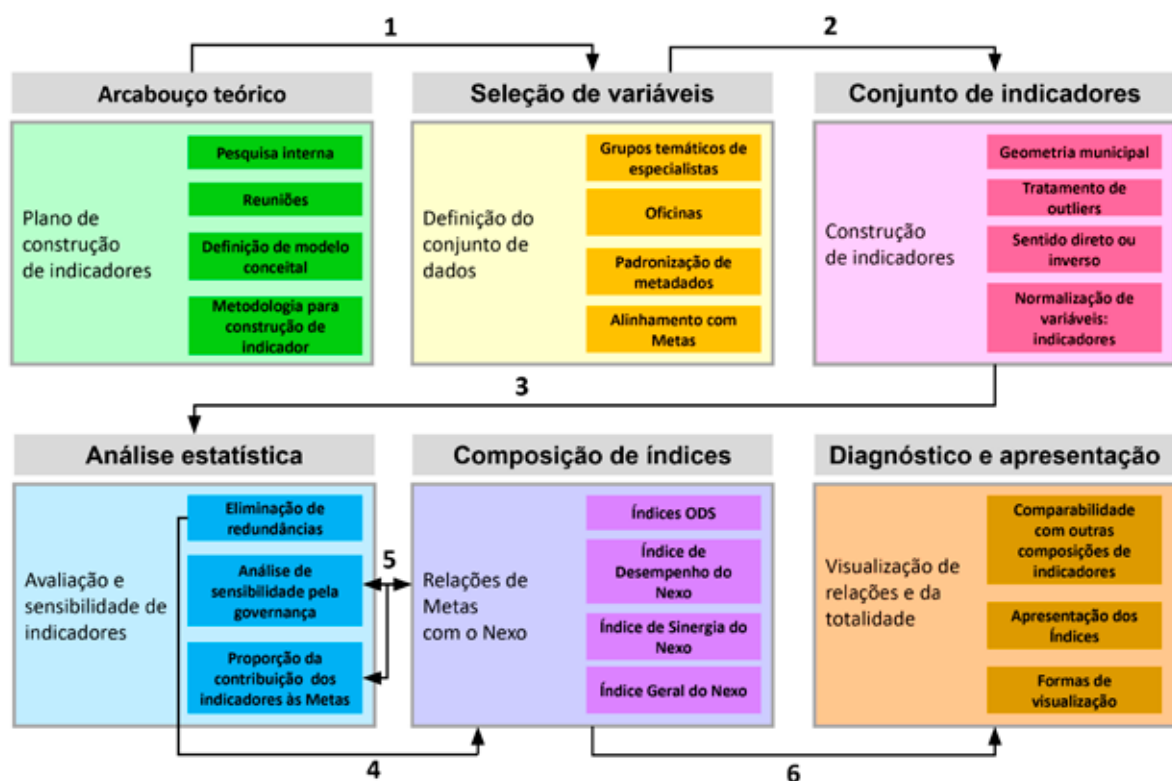 1
2
Arcabouço teórico
Seleção de variáveis
Conjunto de indicadores
Plano de
construção
de indicadores
Pesquisa interna
Reuniões
Definição de modelo
conceital
Metodologia para
construção de
indicador
Definição do
conjunto de
dados
Grupos temáticos de
especialistas
Oficinas
Padronização de
metadados
Alinhamento com
Metas
Construção
de indicadores
Geometria municipal
Tratamento de
outliers
Sentido direto ou
inverso
Normalização de
variáveis:
indicadores
3
Análise estatística
Composição de índices
Diagnóstico e apresentação
Avaliação e
sensibilidade de
indicadores
Eliminação de
redundâncias
Análise de
sensibilidade pela
governança
Proporção da
contribuição dos
indicadores às Metas
5
Relações de
Metas
com o Nexo
Índices ODS
Índice de
Desempenho do
Nexo
Índice de Sinergia do
Nexo
Índice Geral do Nexo
Visualização de
relações e da
totalidade
Comparabilidade
com outras
composições de
indicadores
Apresentação dos
Índices
Formas de
visualização
4
6